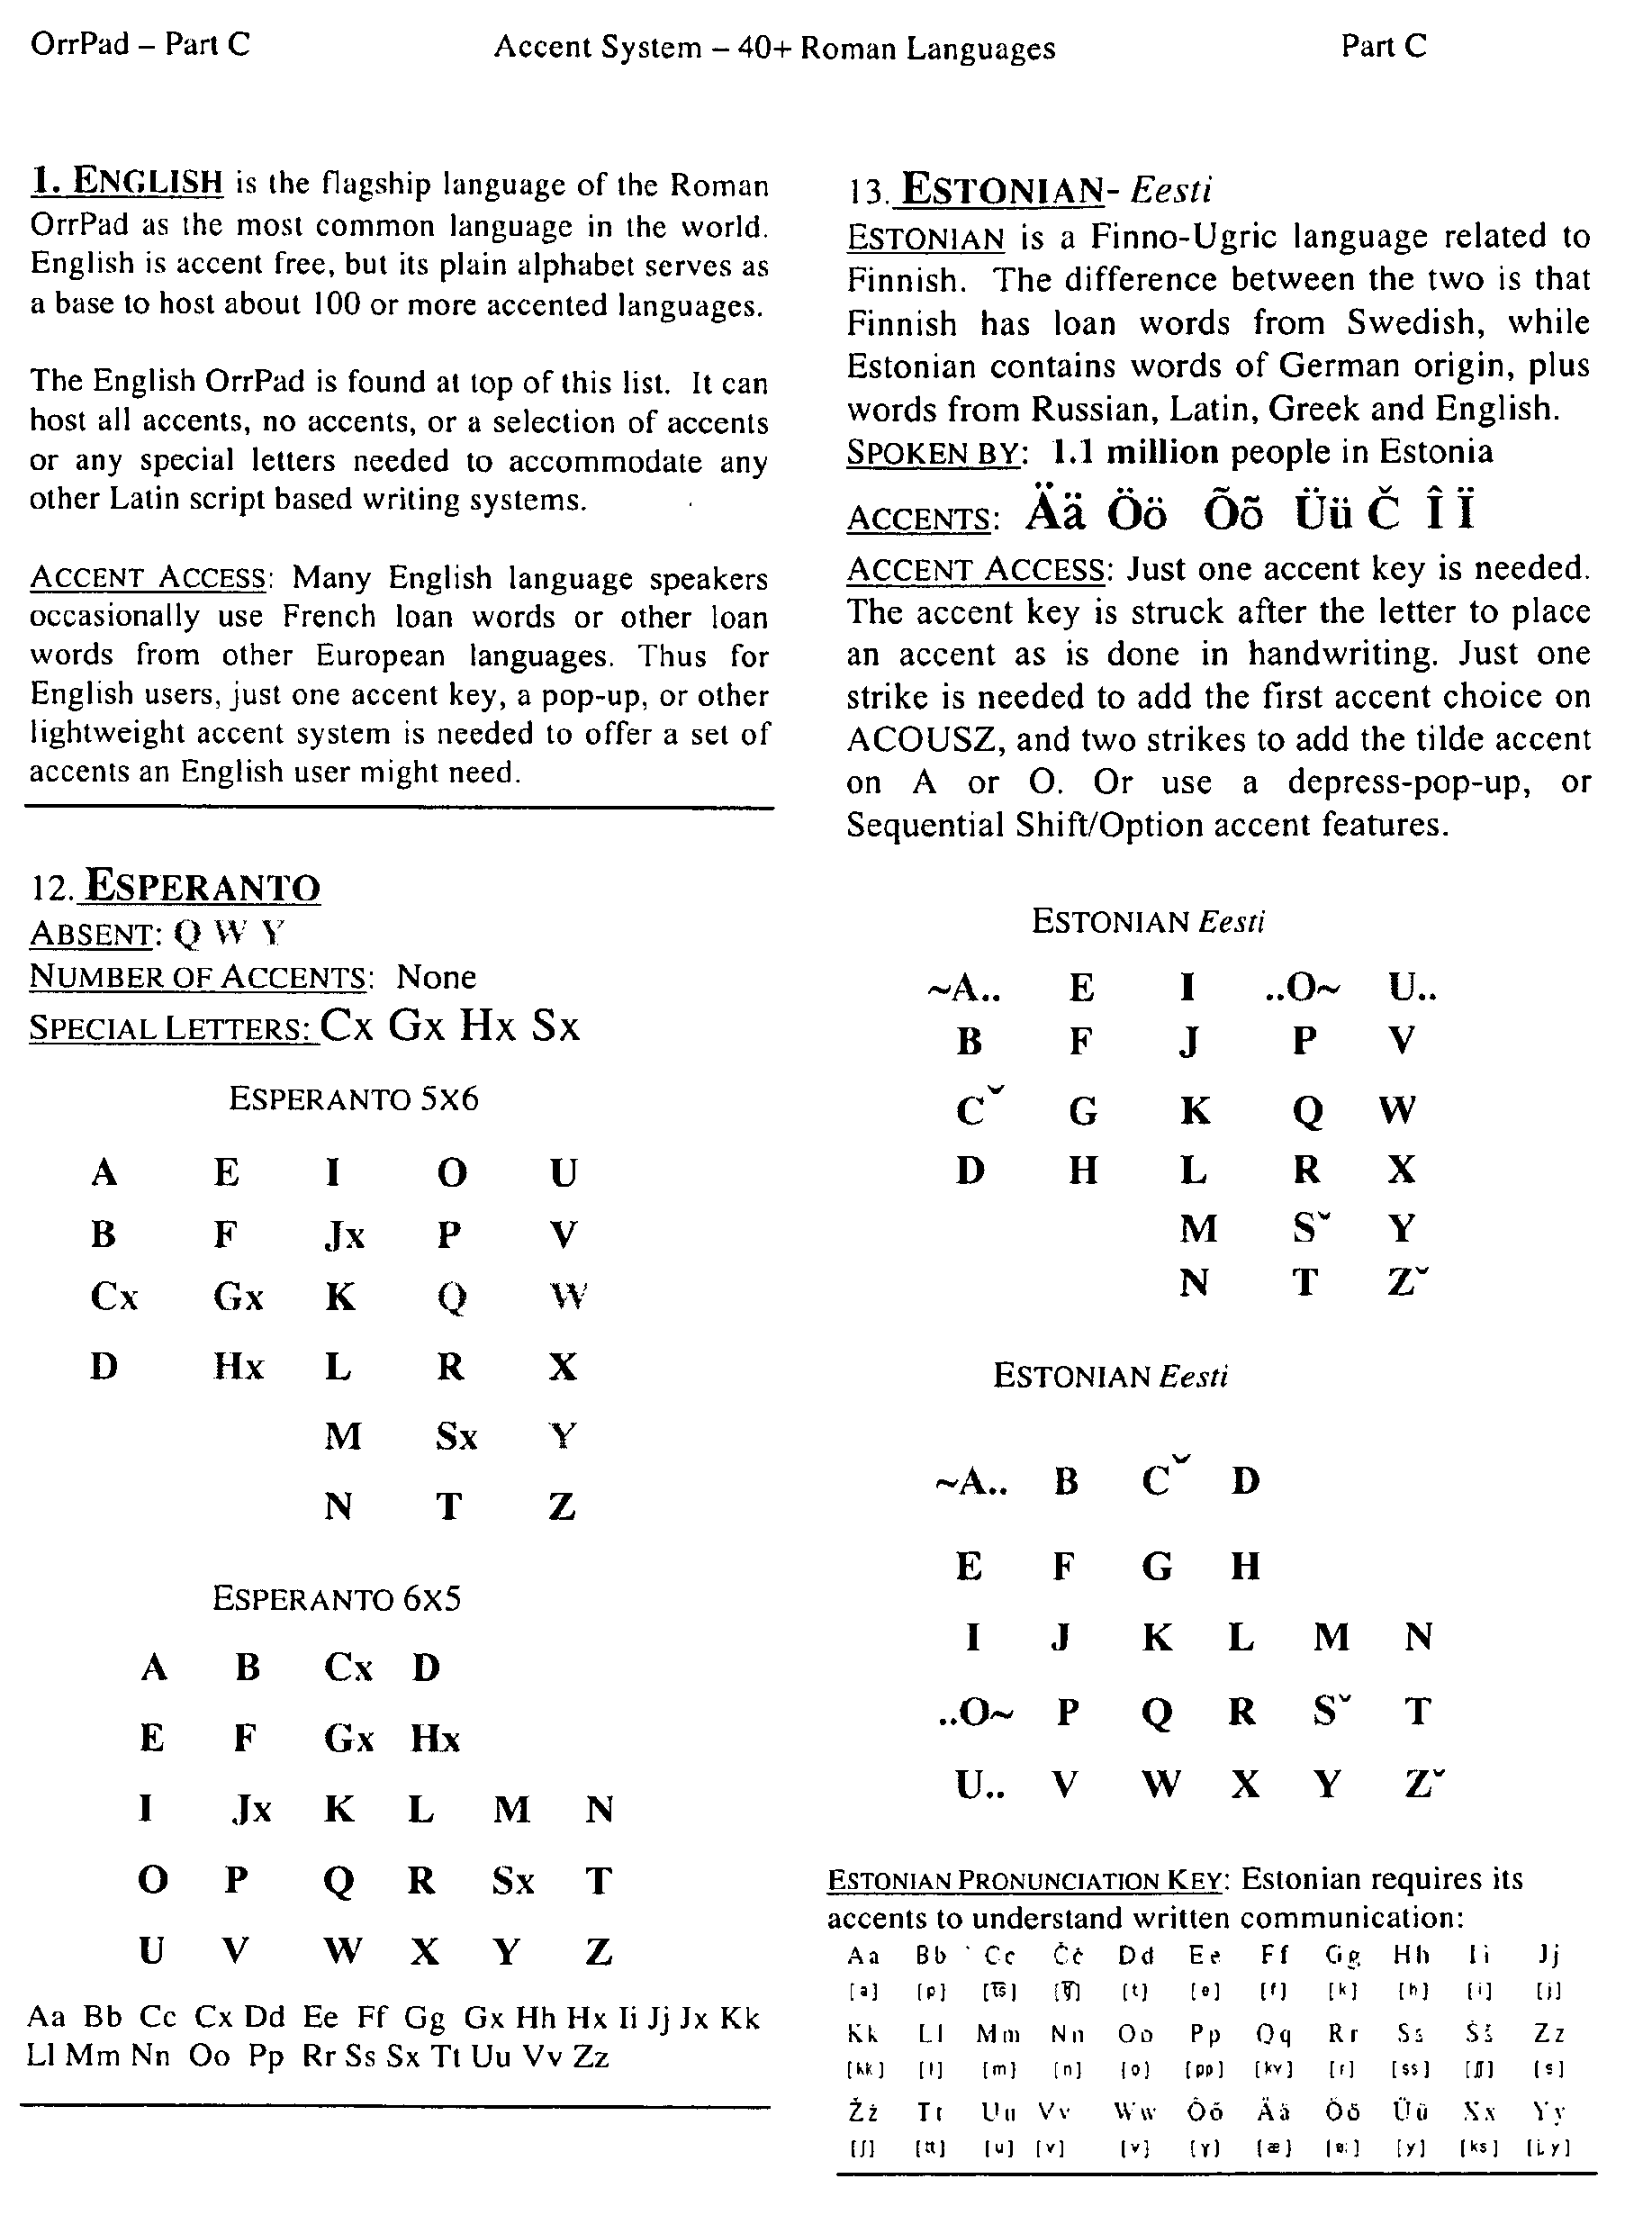 OrrPad – Part C
Accent System – 40+ Roman Languages
Part C
1. ENGLISH is the flagship language of the Roman
OrrPad as the most common language in the world.
English is accent free, but its plain alphabet serves as
a base to host about 100 or more accented languages.
The English OrrPad is found at top of this list. It can
host all accents, no accents, or a selection of accents
or any special letters needed to accommodate any
other Latin script based writing systems.
ACCENT ACCESS: Many English language speakers
occasionally use French loan words or other loan
words from other European languages. Thus for
English users, just one accent key, a pop-up, or other
lightweight accent system is needed to offer a set of
accents an English user might need.
12. ESPERANTO
ABSENT: Q W Y
NUMBER OF ACCENTS: None
SPECIAL LETTERS: Cx Gx Hx Sx
ESPERANTO 5X6
A E I O U
B F Jx P V
Cx Gx K Q W
D Hx L R X
M Sx Y
N T Z
ESPERANTO 6X5
A B Cx D
E F Gx Hx
I Jx K L M N
O P Q R Sx T
U V W X Y Z
Aa Bb Cc Cx Dd Ee Ff Gg Gx Hh Hx Ii Jj Jx Kk
Ll Mm Nn Oo Pp Rr Ss Sx Tt Uu Vv Zz
13. ESTONIAN- Eesti
ESTONIAN is a Finno-Ugric language related to
Finnish. The difference between the two is that
Finnish has loan words from Swedish, while
Estonian contains words of German origin, plus
words from Russian, Latin, Greek and English.
SPOKEN BY: 1.1 million people in Estonia
ACCENTS: Ää Öö Õõ Üü Č Î Ï
ACCENT ACCESS: Just one accent key is needed.
The accent key is struck after the letter to place
an accent as is done in handwriting. Just one
strike is needed to add the first accent choice on
ACOUSZ, and two strikes to add the tilde accent
on A or O. Or use a depress-pop-up, or
Sequential Shift/Option accent features.
ESTONIAN Eesti
~A.. E I ..O~ U..
B F J P V
Cˇ G K Q W
D H L R X
M Sˇ Y
N T Zˇ
ESTONIAN Eesti
~A.. B Cˇ D
E F G H
I J K L M N
..O~ P Q R Sˇ T
U.. V W X Y Zˇ
ESTONIAN PRONUNCIATION KEY: Estonian requires its
accents to understand written communication:
Aa Bb Cc Čč Dd Ee Ff Gg Hh Ii Jj
[a] [p] [ts] [t] [e] [f] [k] [h] [i] [j]
Kk Ll Mm Nn Oo Pp Qq Rr Ss Šš Zz
[kk] [l] [m] [n] [o] [pp] [kv] [r] [ss] [ʃʃ] [s]
Žž Tt Uu Vv Ww Õõ Ää Öö Üü Xx Yy
[ʃ] [tt] [u] [v] [v] [ɤ] [æ] [y] [ks] [i, y]